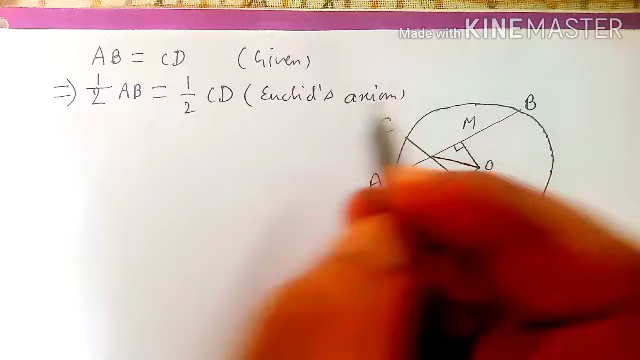 Made with KINEMASTER
AB = CD (Given)
=> 1/2 AB = 1/2 CD (Euclid's axiom)
B
M
C
O
A